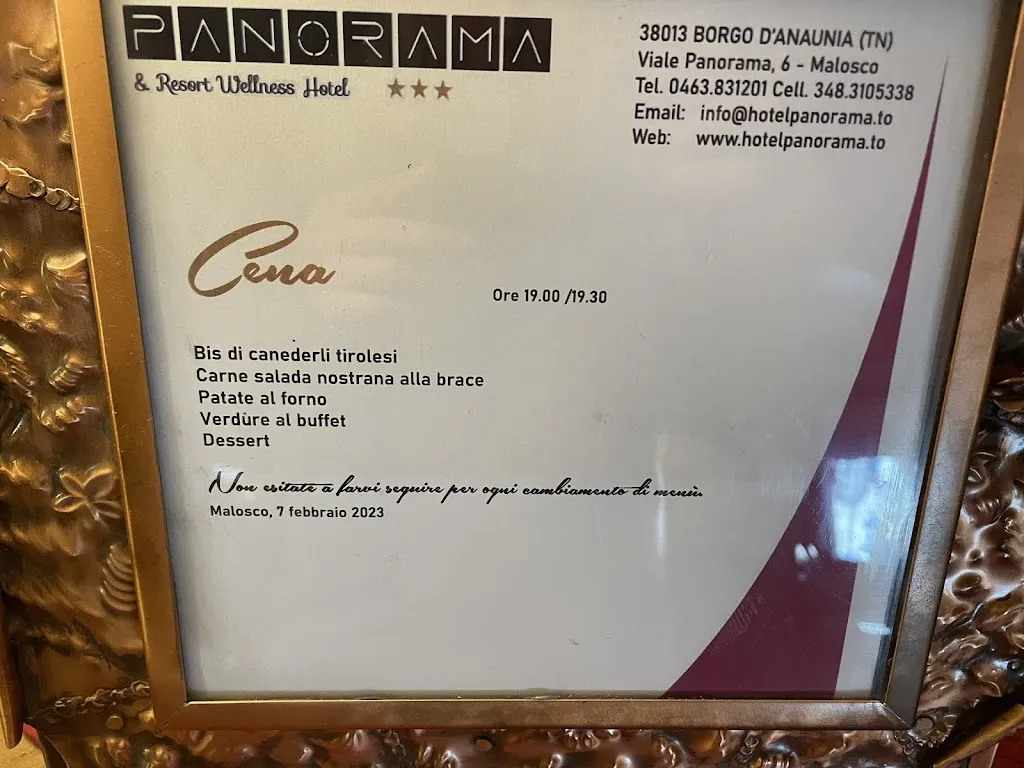 PANORAMA
& Resort Wellness Hotel
38013 BORGO D'ANAUNIA (TN)
Viale Panorama, 6 - Malosco
Tel. 0463.831201 Cell. 348.3105338
Email: info@hotelpanorama.to
Web: www.hotelpanorama.to
Cena
Ore 19.00 /19.30
Bis di canederli tirolesi
Carne salada nostrana alla brace
Patate al forno
Verdure al buffet
Dessert
Non esitate a farvi seguire per ogni cambiamento di menù.
Malosco, 7 febbraio 2023